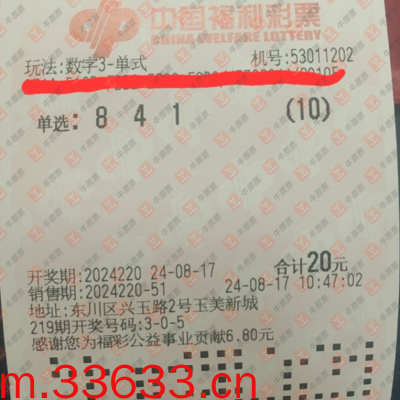 中国福利彩票
CHINA WELFARE LOTTERY
玩法:数字3-单式 机号:53011202
单选: 8 4 1 (10)
开奖期:2024220 24-08-17 合计20元
销售期:2024220-51 24-08-17 10:47:02
地址:东川区兴玉路2号玉美新城
219期开奖号码:3-0-5
感谢您为福彩公益事业贡献6.80元
m.33633.cn